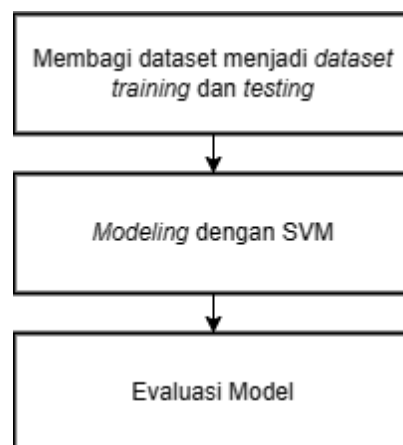 Membagi dataset menjadi dataset
training dan testing
Modeling dengan SVM
Evaluasi Model